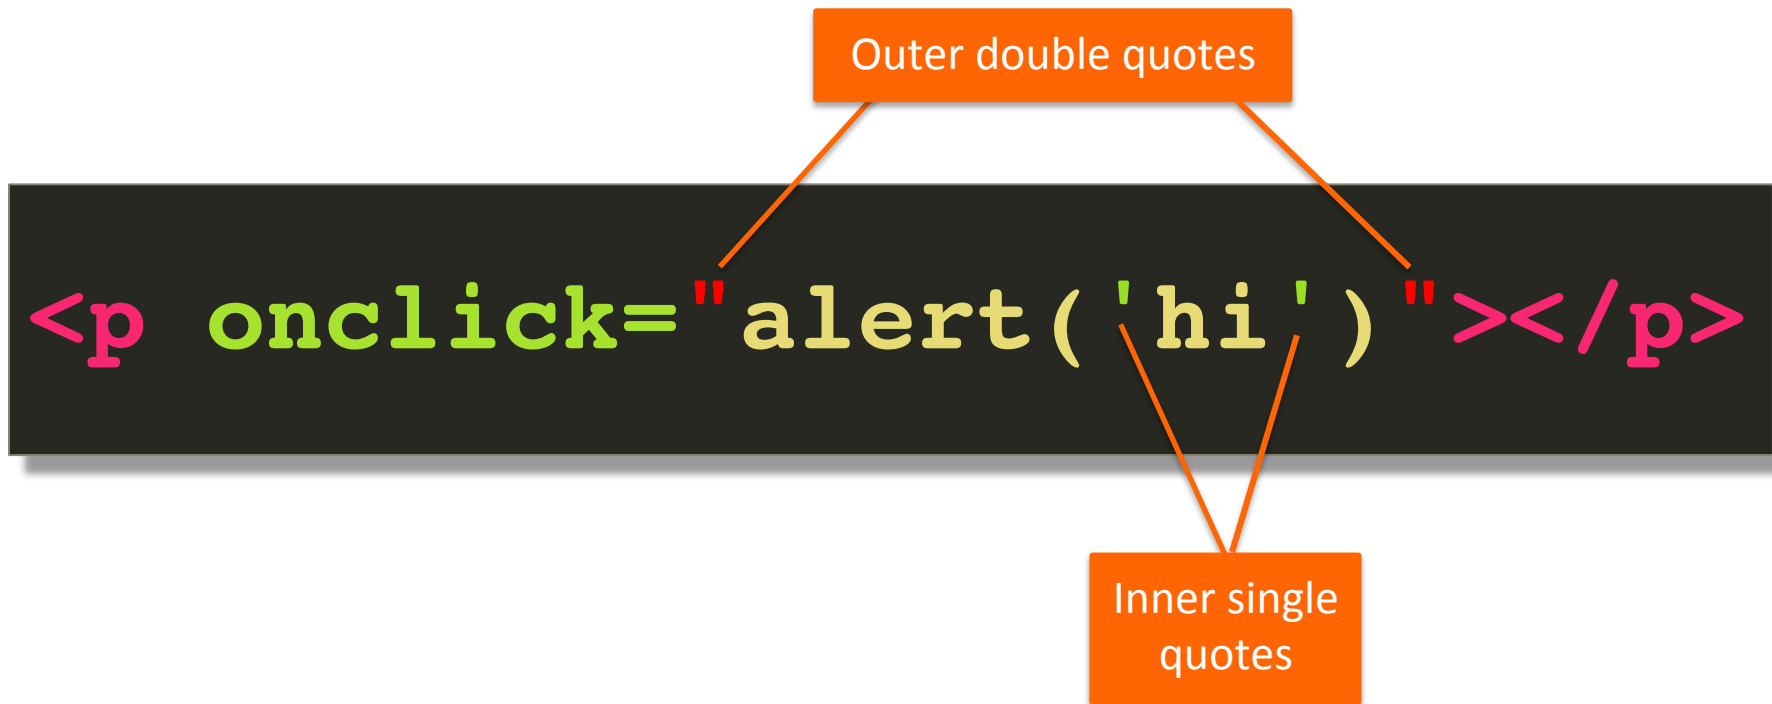 Outer double quotes
<p onclick="alert('hi')"></p>
Inner single
quotes